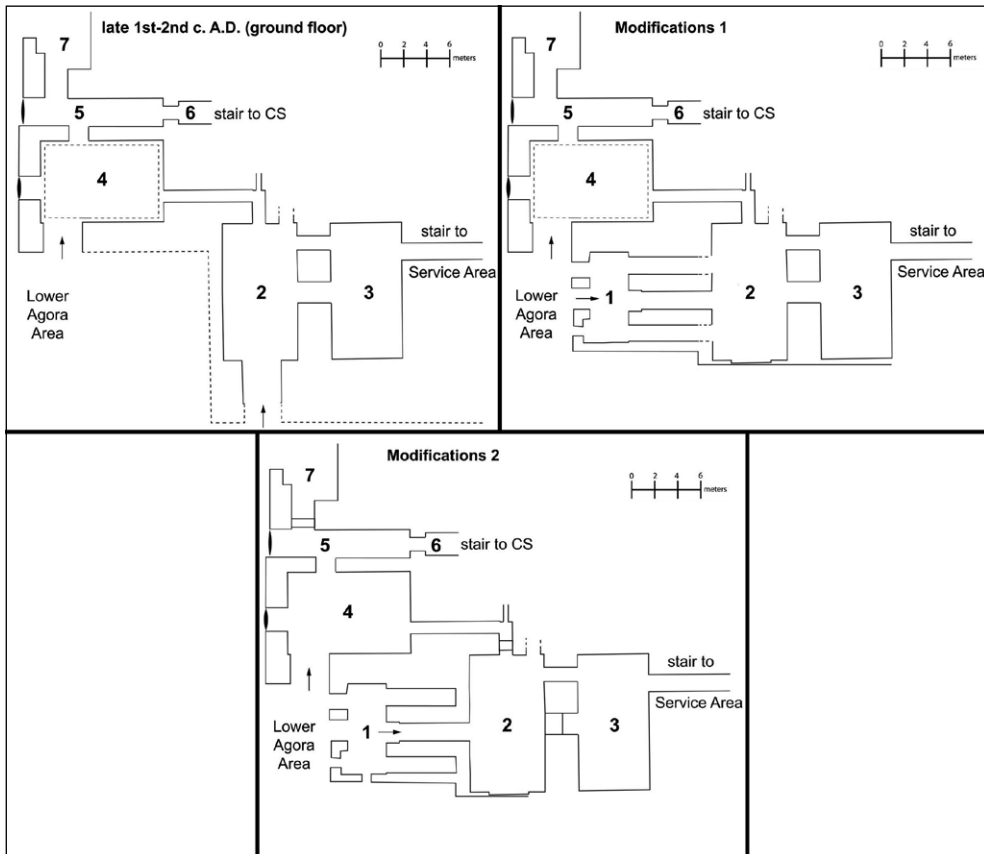 late 1st-2nd c. A.D. (ground floor)
0 2 4 6
meters
7
5
6 stair to CS
4
stair to
Service Area
2
3
Lower
Agora
Area
Modifications 1
0 2 4 6
meters
7
5
6 stair to CS
4
stair to
Service Area
Lower
Agora
Area
1
2
3
Modifications 2
0 2 4 6
meters
7
5
6 stair to CS
4
stair to
Service Area
Lower
Agora
Area
1
2
3